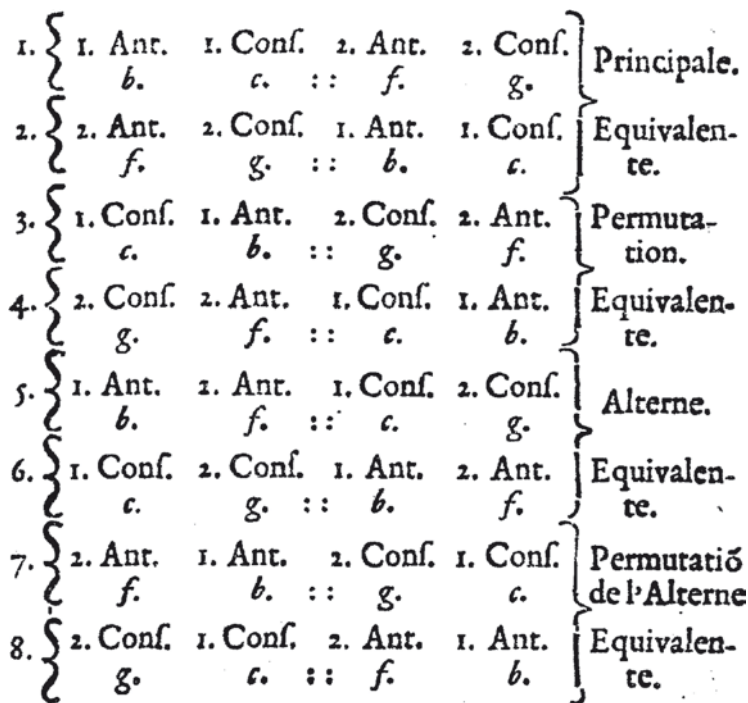 1. 1. Ant. 1. Conſ. 2. Ant. 2. Conſ. Principale.
b. c. :: f. g.
2. 2. Ant. 2. Conſ. 1. Ant. 1. Conſ. Equivalen-
f. g. :: b. c. te.
3. 1. Conſ. 1. Ant. 2. Conſ. 2. Ant. Permuta-
c. b. :: g. f. tion.
4. 2. Conſ. 2. Ant. 1. Conſ. 1. Ant. Equivalen-
g. f. :: c. b. te.
5. 1. Ant. 2. Ant. 1. Conſ. 2. Conſ. Alterne.
b. f. :: c. g.
6. 1. Conſ. 2. Conſ. 1. Ant. 2. Ant. Equivalen-
c. g. :: b. f. te.
7. 2. Ant. 1. Ant. 2. Conſ. 1. Conſ. Permutatiõ
f. b. :: g. c. de l'Alterne
8. 2. Conſ. 1. Conſ. 2. Ant. 1. Ant. Equivalen-
g. c. :: f. b. te.